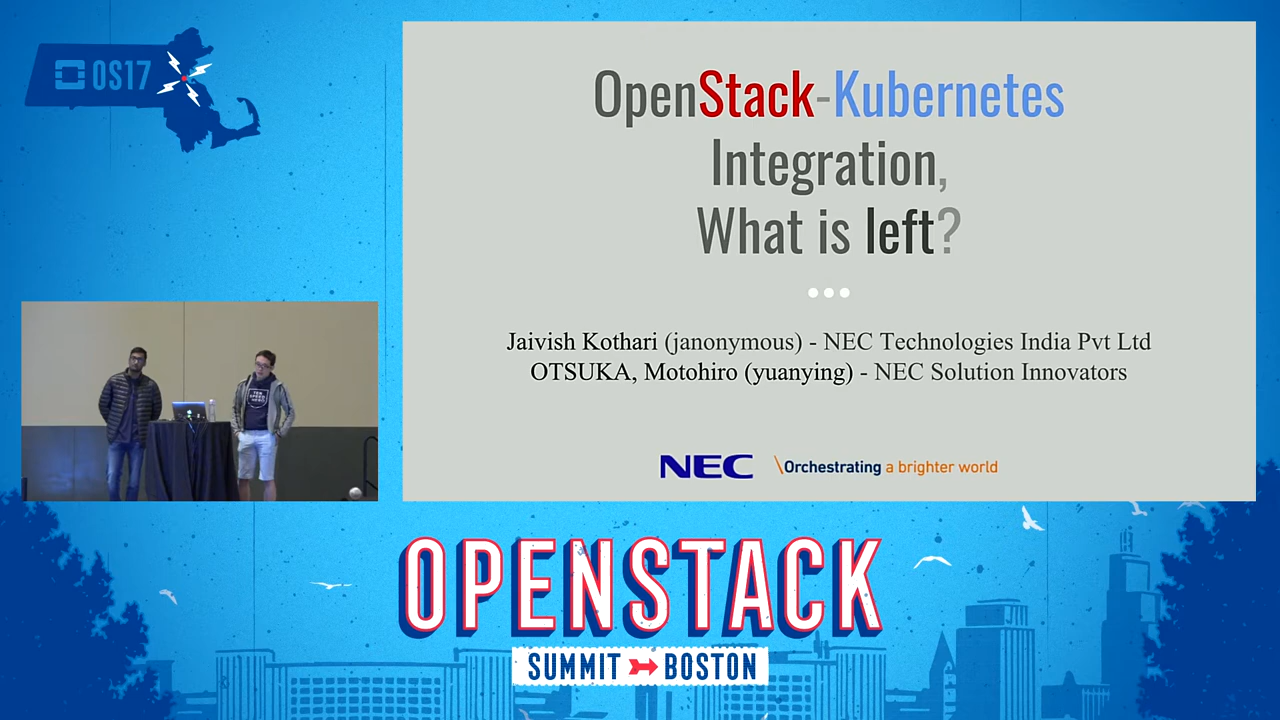 OS17
OpenStack-Kubernetes
Integration,
What is left?
Jaivish Kothari (janonymous) - NEC Technologies India Pvt Ltd
OTSUKA, Motohiro (yuanying) - NEC Solution Innovators
NEC \Orchestrating a brighter world
OPENSTACK
SUMMIT BOSTON